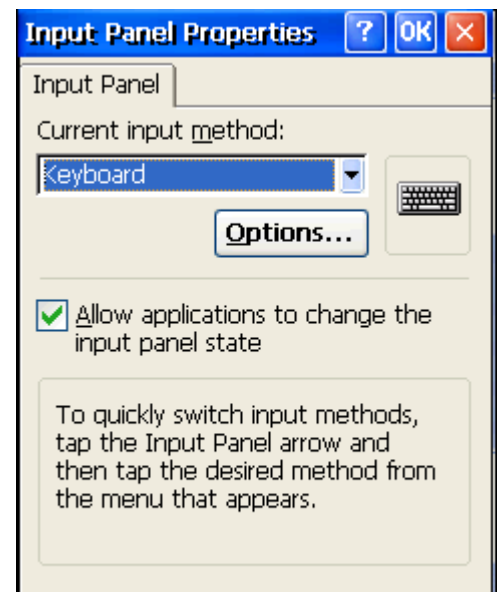 Input Panel Properties ? OK ×
Input Panel
Current input method:
Keyboard
Options...
Allow applications to change the
input panel state
To quickly switch input methods,
tap the Input Panel arrow and
then tap the desired method from
the menu that appears.